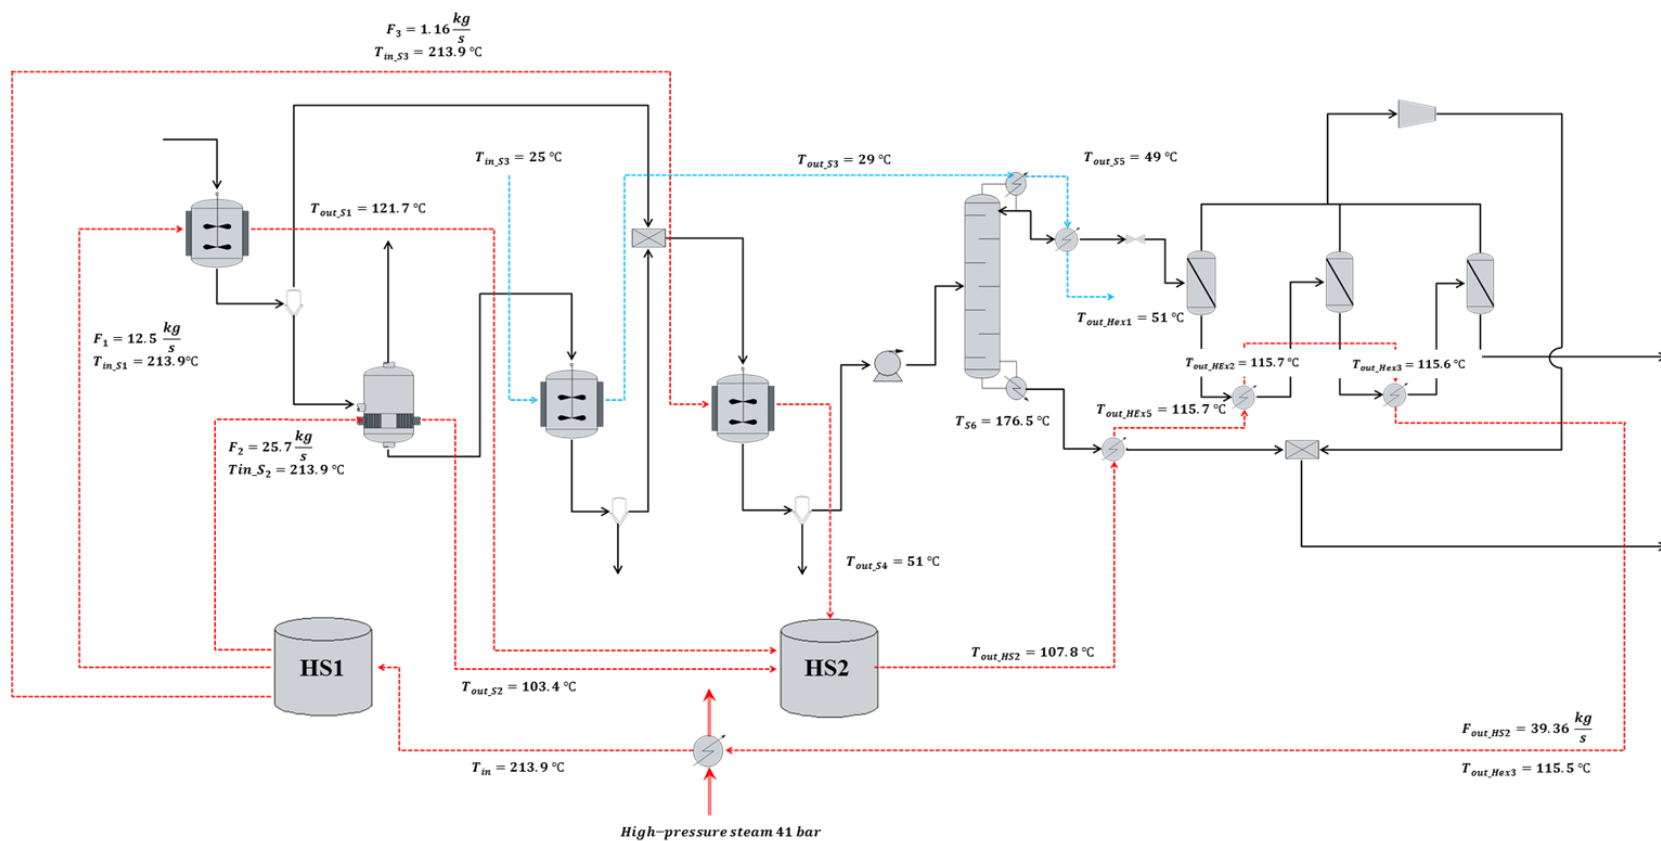 F₃ = 1.16 kg/s
T_in_S3 = 213.9 ℃
T_in_S3 = 25 ℃
T_out_S3 = 29 ℃
T_out_S5 = 49 ℃
T_out_S1 = 121.7 ℃
F₁ = 12.5 kg/s
T_in_S1 = 213.9℃
T_out_Hex1 = 51 ℃
T_out_HEx2 = 115.7 ℃
T_out_Hex3 = 115.6 ℃
T_out_HEx5 = 115.7 ℃
T_S6 = 176.5 ℃
F₂ = 25.7 kg/s
Tin_S₂ = 213.9 ℃
T_out_S4 = 51 ℃
HS1
HS2
T_out_HS2 = 107.8 ℃
T_out_S2 = 103.4 ℃
F_out_HS2 = 39.36 kg/s
T_in = 213.9 ℃
T_out_Hex3 = 115.5 ℃
High−pressure steam 41 bar